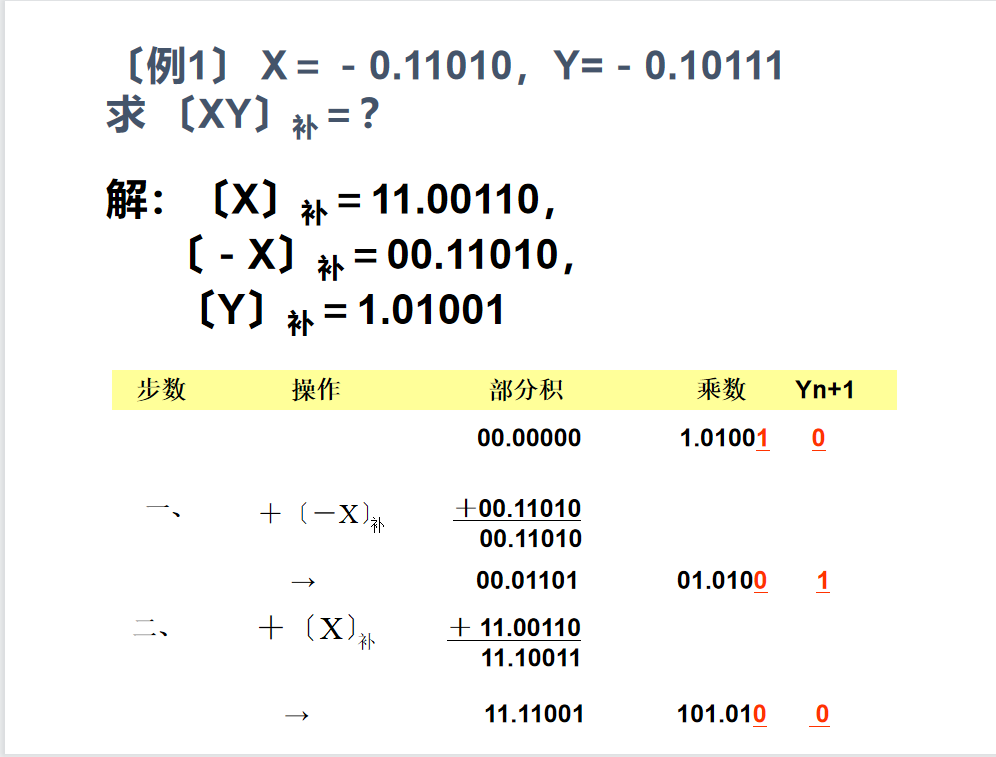 〔例1〕 X = - 0.11010，Y= - 0.10111
求 〔XY〕补 = ？
解： 〔X〕补 = 11.00110，
〔 - X〕补 = 00.11010，
〔Y〕补 = 1.01001
步数 操作 部分积 乘数 Yn+1
00.00000 1.01001 0
一、 ＋〔－X〕补 ＋00.11010
00.11010
→ 00.01101 01.0100 1
二、 ＋〔X〕补 ＋ 11.00110
11.10011
→ 11.11001 101.010 0